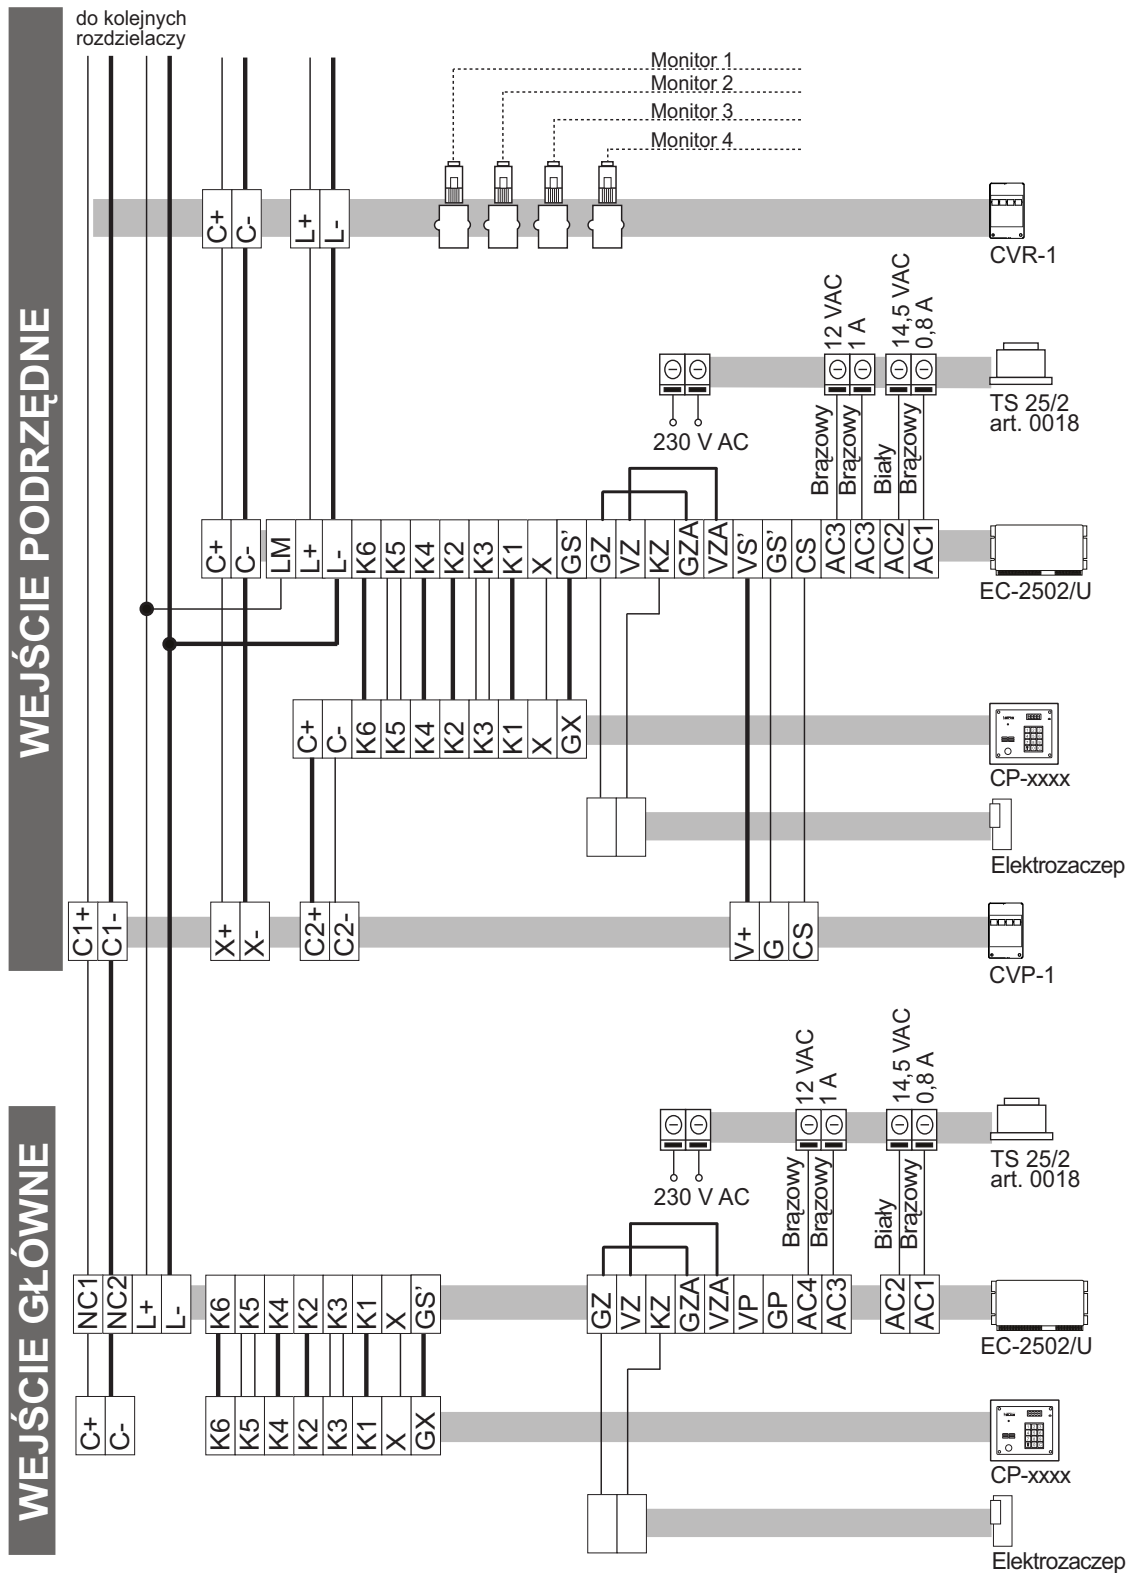 do kolejnych
rozdzielaczy
Monitor 1
Monitor 2
Monitor 3
Monitor 4
WEJŚCIE PODRZĘDNE
C+
C-
L+
L-
CVR-1
12 VAC
1 A
14,5 VAC
0,8 A
TS 25/2
art. 0018
230 V AC
Brązowy
Brązowy
Biały
Brązowy
C+
C-
LM
L+
L-
K6
K5
K4
K2
K3
K1
X
GS'
GZ
VZ
KZ
GZA
VZA
VS'
GS'
CS
AC3
AC3
AC2
AC1
EC-2502/U
C+
C-
K6
K5
K4
K2
K3
K1
X
GX
CP-xxxx
Elektrozaczep
C1+
C1-
X+
X-
C2+
C2-
V+
G
CS
CVP-1
WEJŚCIE GŁÓWNE
12 VAC
1 A
14,5 VAC
0,8 A
TS 25/2
art. 0018
230 V AC
Brązowy
Brązowy
Biały
Brązowy
NC1
NC2
L+
L-
K6
K5
K4
K2
K3
K1
X
GS'
GZ
VZ
KZ
GZA
VZA
VP
GP
AC4
AC3
AC2
AC1
EC-2502/U
C+
C-
K6
K5
K4
K2
K3
K1
X
GX
CP-xxxx
Elektrozaczep